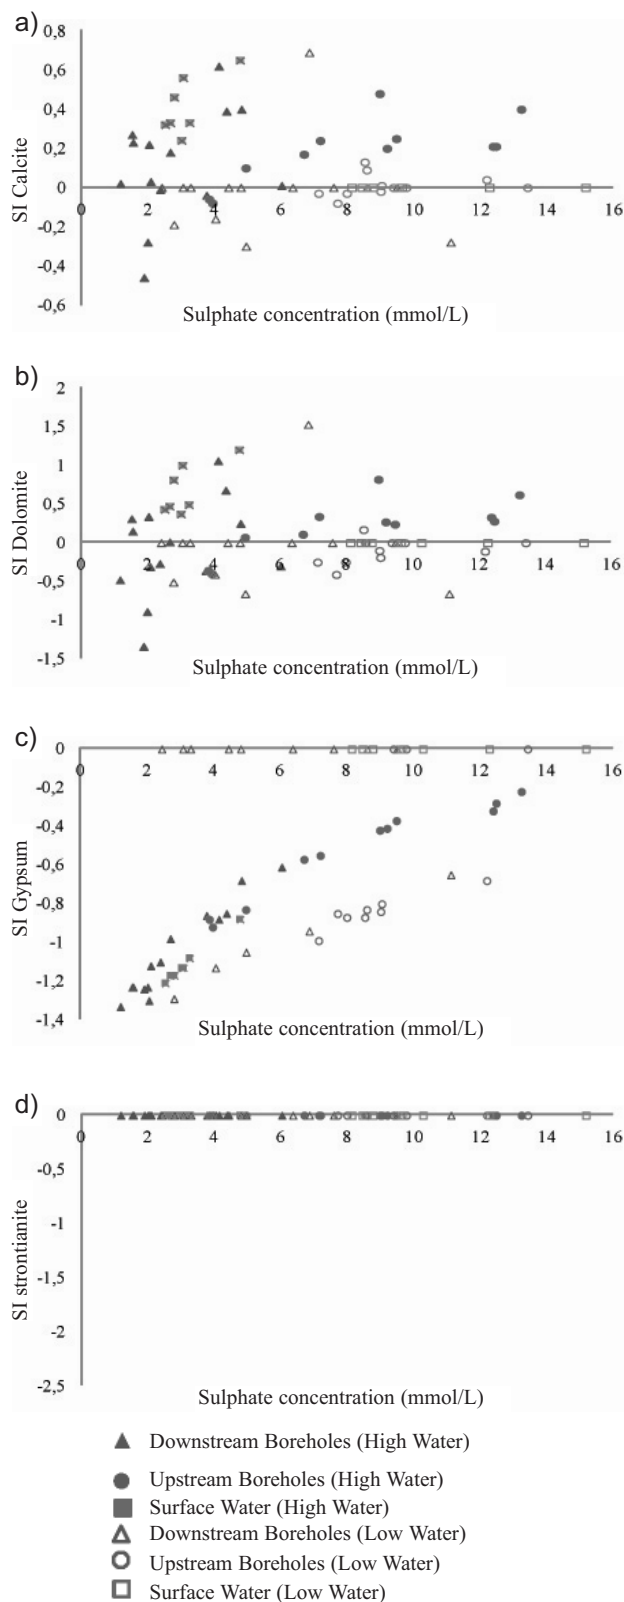 a)
0,8
0,6
0,4
0,2
0
-0,2
-0,4
-0,6
0 2 4 6 8 10 12 14 16
SI Calcite
Sulphate concentration (mmol/L)
b)
2
1,5
1
0,5
0
-0,5
-1
-1,5
0 2 4 6 8 10 12 14 16
SI Dolomite
Sulphate concentration (mmol/L)
c)
0
-0,2
-0,4
-0,6
-0,8
-1
-1,2
-1,4
0 2 4 6 8 10 12 14 16
SI Gypsum
Sulphate concentration (mmol/L)
d)
0
-0,5
-1
-1,5
-2
-2,5
0 2 4 6 8 10 12 14 16
SI strontianite
Sulphate concentration (mmol/L)
Downstream Boreholes (High Water)
Upstream Boreholes (High Water)
Surface Water (High Water)
Downstream Boreholes (Low Water)
Upstream Boreholes (Low Water)
Surface Water (Low Water)